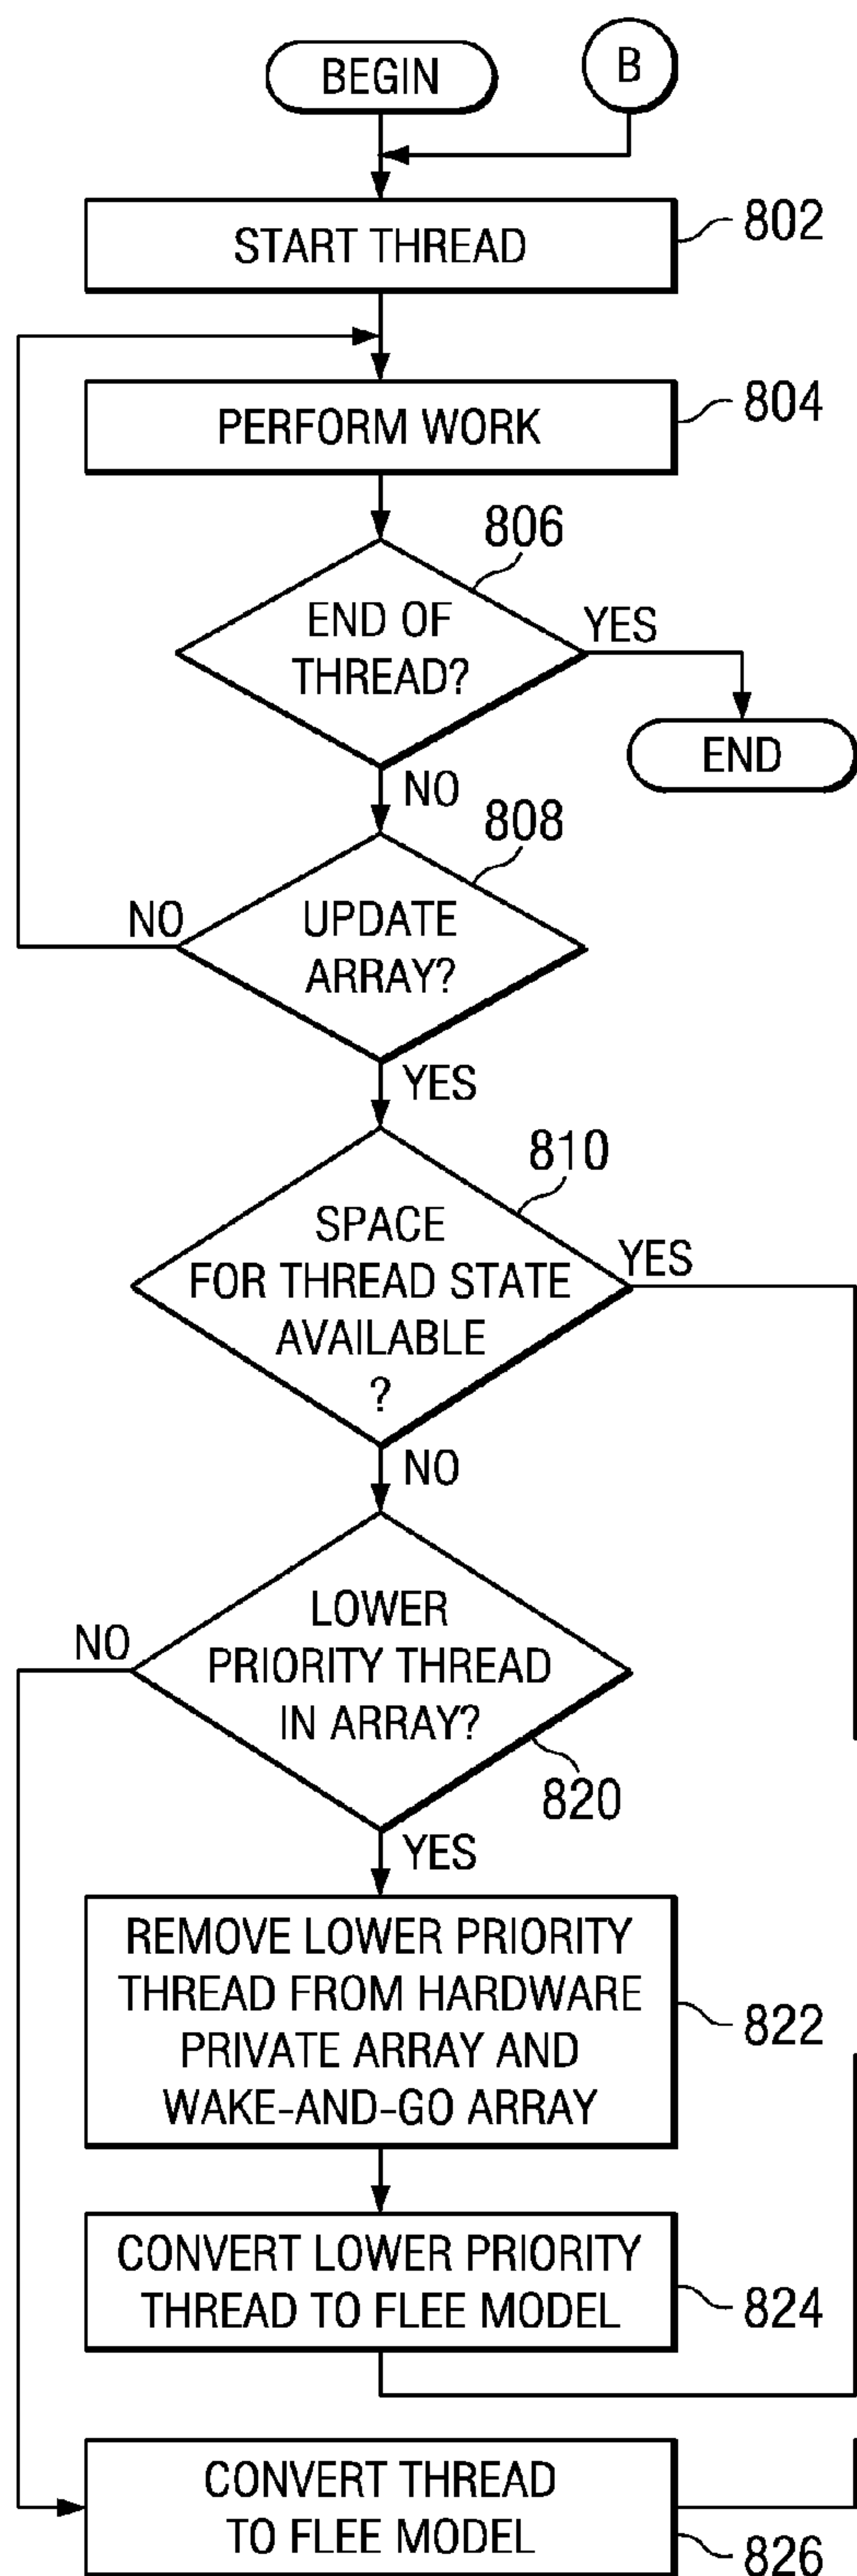 BEGIN
B
START THREAD
802
PERFORM WORK
804
806
END OF
THREAD?
YES
END
NO
808
UPDATE
ARRAY?
NO
YES
810
SPACE
FOR THREAD STATE
AVAILABLE
?
YES
NO
LOWER
PRIORITY THREAD
IN ARRAY?
NO
820
YES
REMOVE LOWER PRIORITY
THREAD FROM HARDWARE
PRIVATE ARRAY AND
WAKE-AND-GO ARRAY
822
CONVERT LOWER PRIORITY
THREAD TO FLEE MODEL
824
CONVERT THREAD
TO FLEE MODEL
826